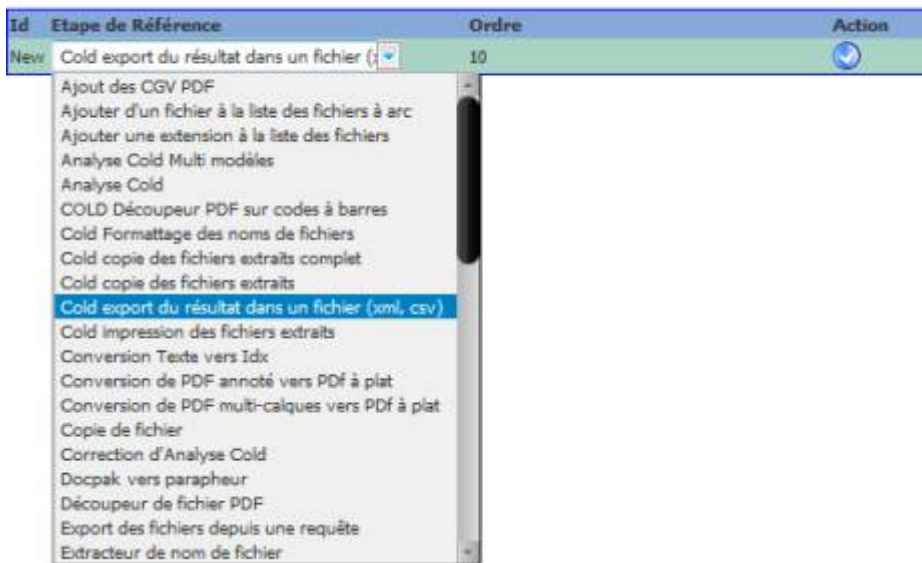 Id Etape de Référence Ordre Action
New Cold export du résultat dans un fichier ( 10
Ajout des CGV PDF
Ajouter d'un fichier à la liste des fichiers à arc
Ajouter une extension à la liste des fichiers
Analyse Cold Multi modèles
Analyse Cold
COLD Découpeur PDF sur codes à barres
Cold Formattage des noms de fichiers
Cold copie des fichiers extraits complet
Cold copie des fichiers extraits
Cold export du résultat dans un fichier (xml, csv)
Cold impression des fichiers extraits
Conversion Texte vers Idx
Conversion de PDF annoté vers PDf à plat
Conversion de PDF multi-calques vers PDf à plat
Copie de fichier
Correction d'Analyse Cold
Docpak vers parapheur
Découpeur de fichier PDF
Export des fichiers depuis une requête
Extracteur de nom de fichier